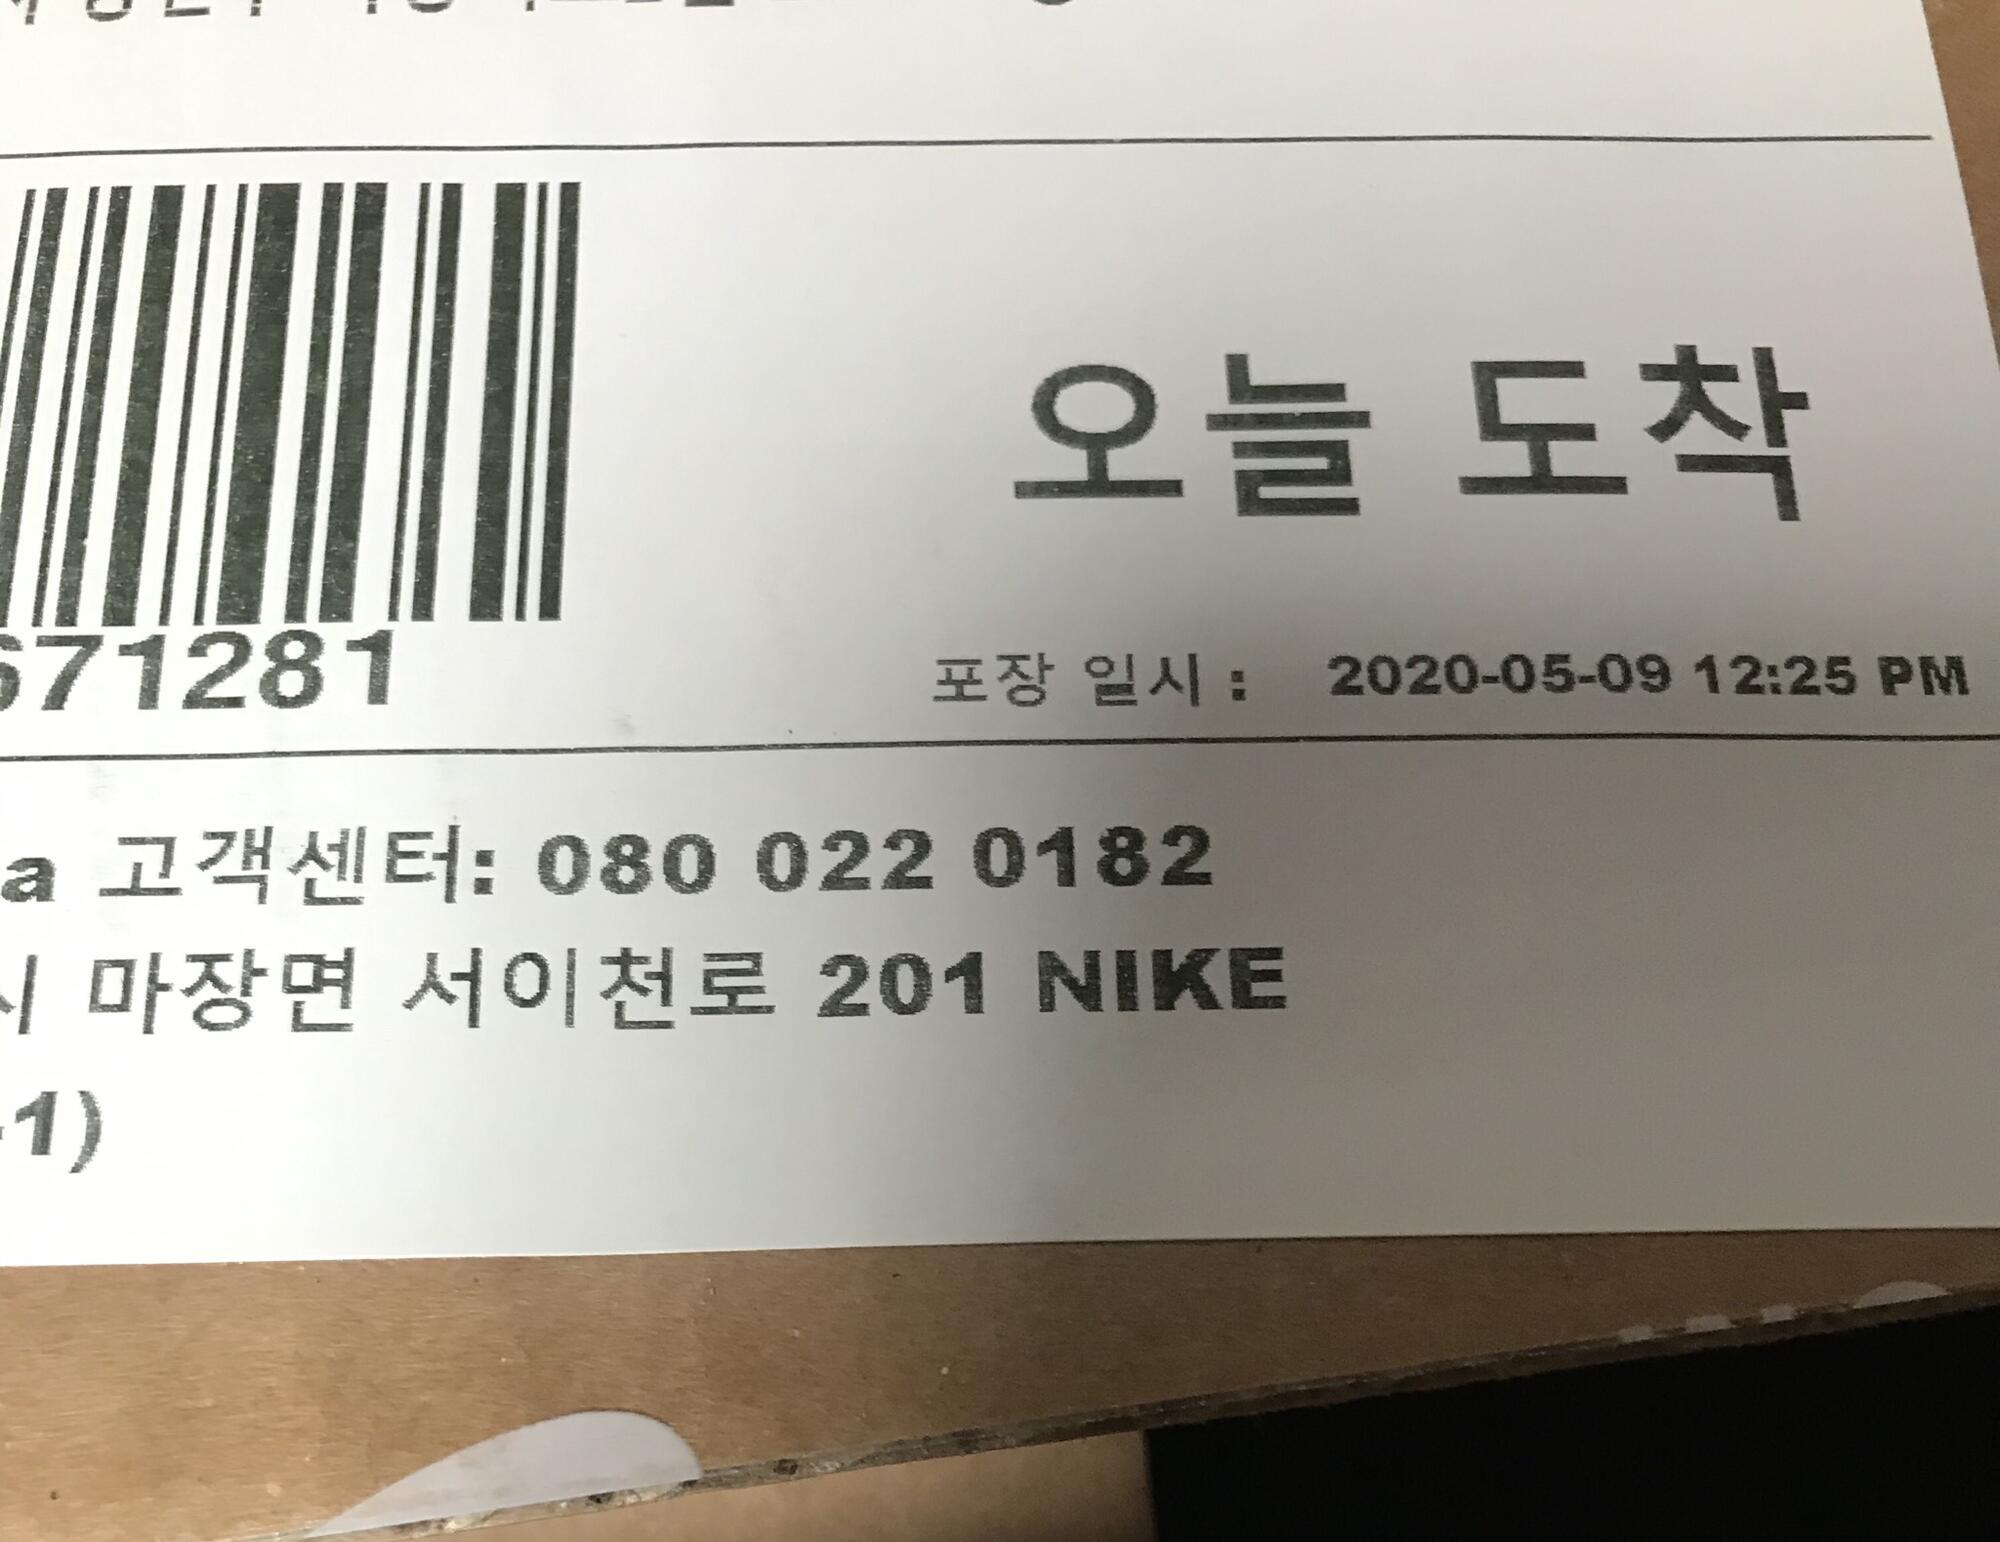 오늘 도착
671281
포장 일시 : 2020-05-09 12:25 PM
a 고객센터: 080 022 0182
시 마장면 서이천로 201 NIKE
1)